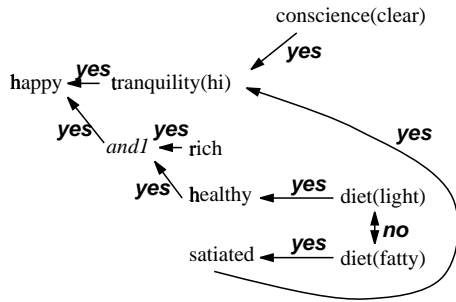 conscience(clear)
yes
happy yes tranquility(hi)
yes and1 yes rich
yes
yes healthy yes diet(light)
no
satiated yes diet(fatty)